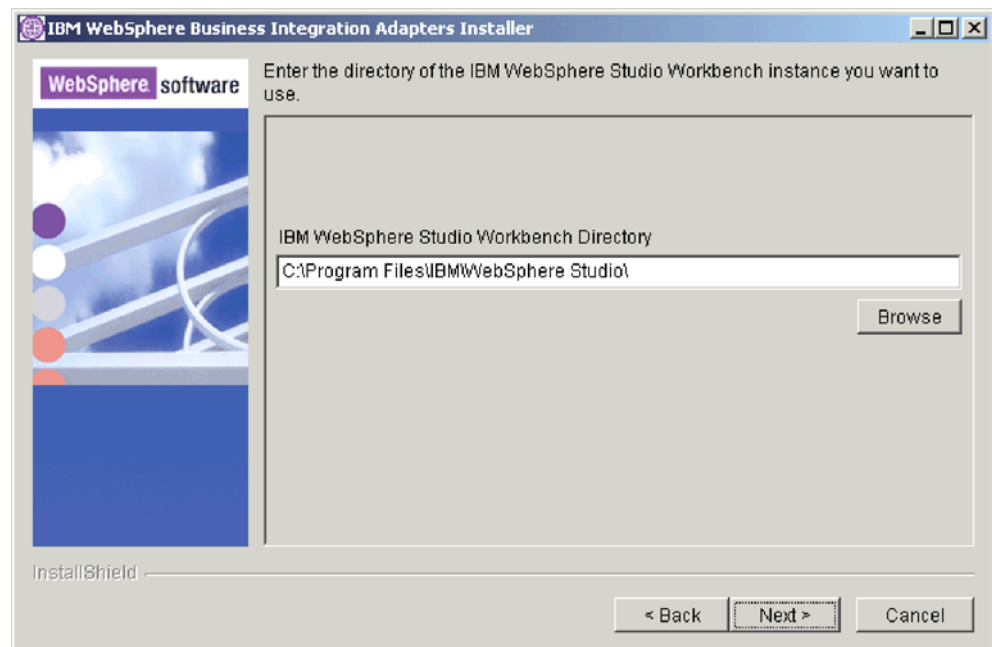 IBM WebSphere Business Integration Adapters Installer
WebSphere software
Enter the directory of the IBM WebSphere Studio Workbench instance you want to
use.
IBM WebSphere Studio Workbench Directory
C:\Program Files\IBM\WebSphere Studio\
Browse
InstallShield
< Back
Next >
Cancel